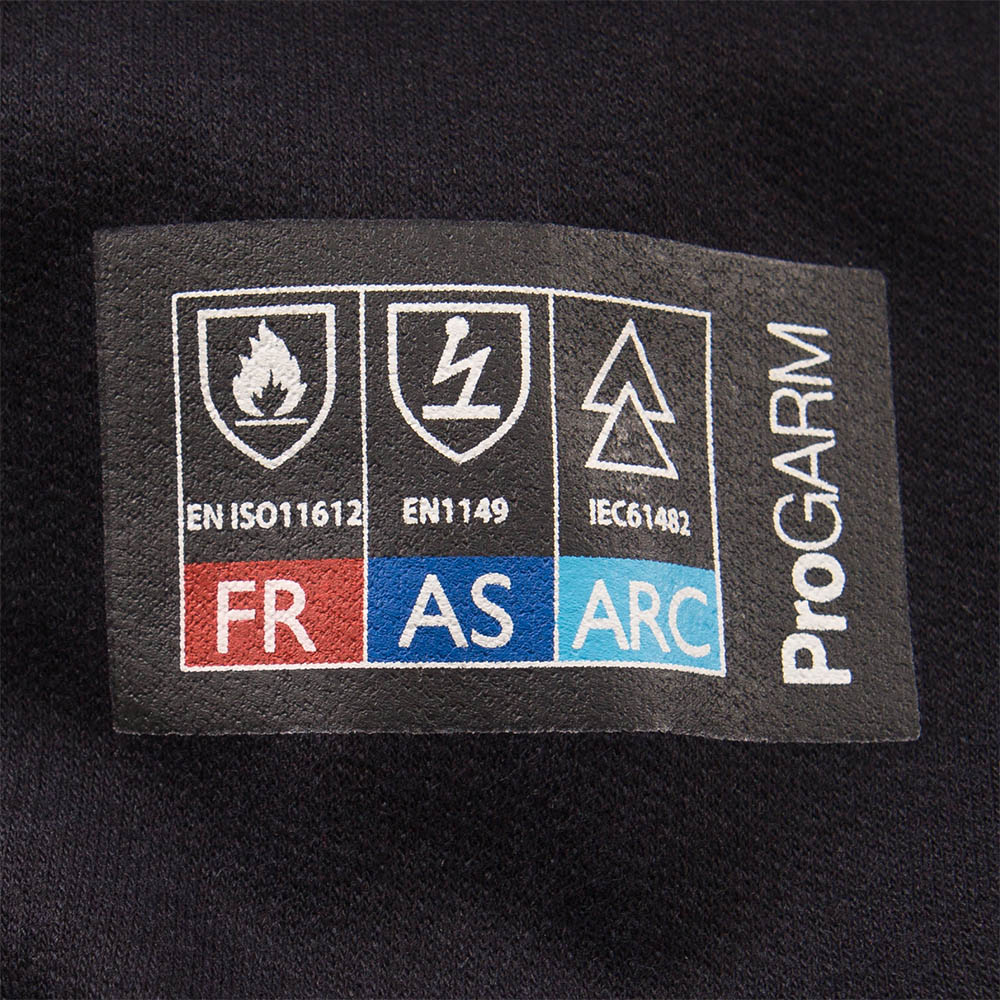 EN ISO11612
EN1149
IEC61482
FR
AS
ARC
ProGARM